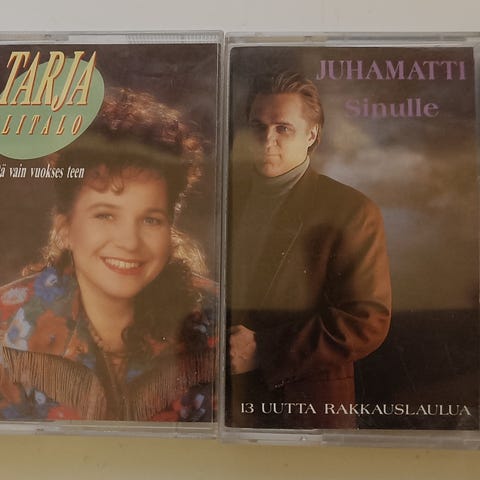 TARJA
LITALO
ä vain vuokses teen
JUHAMATTI
Sinulle
13 UUTTA RAKKAUSLAULUA